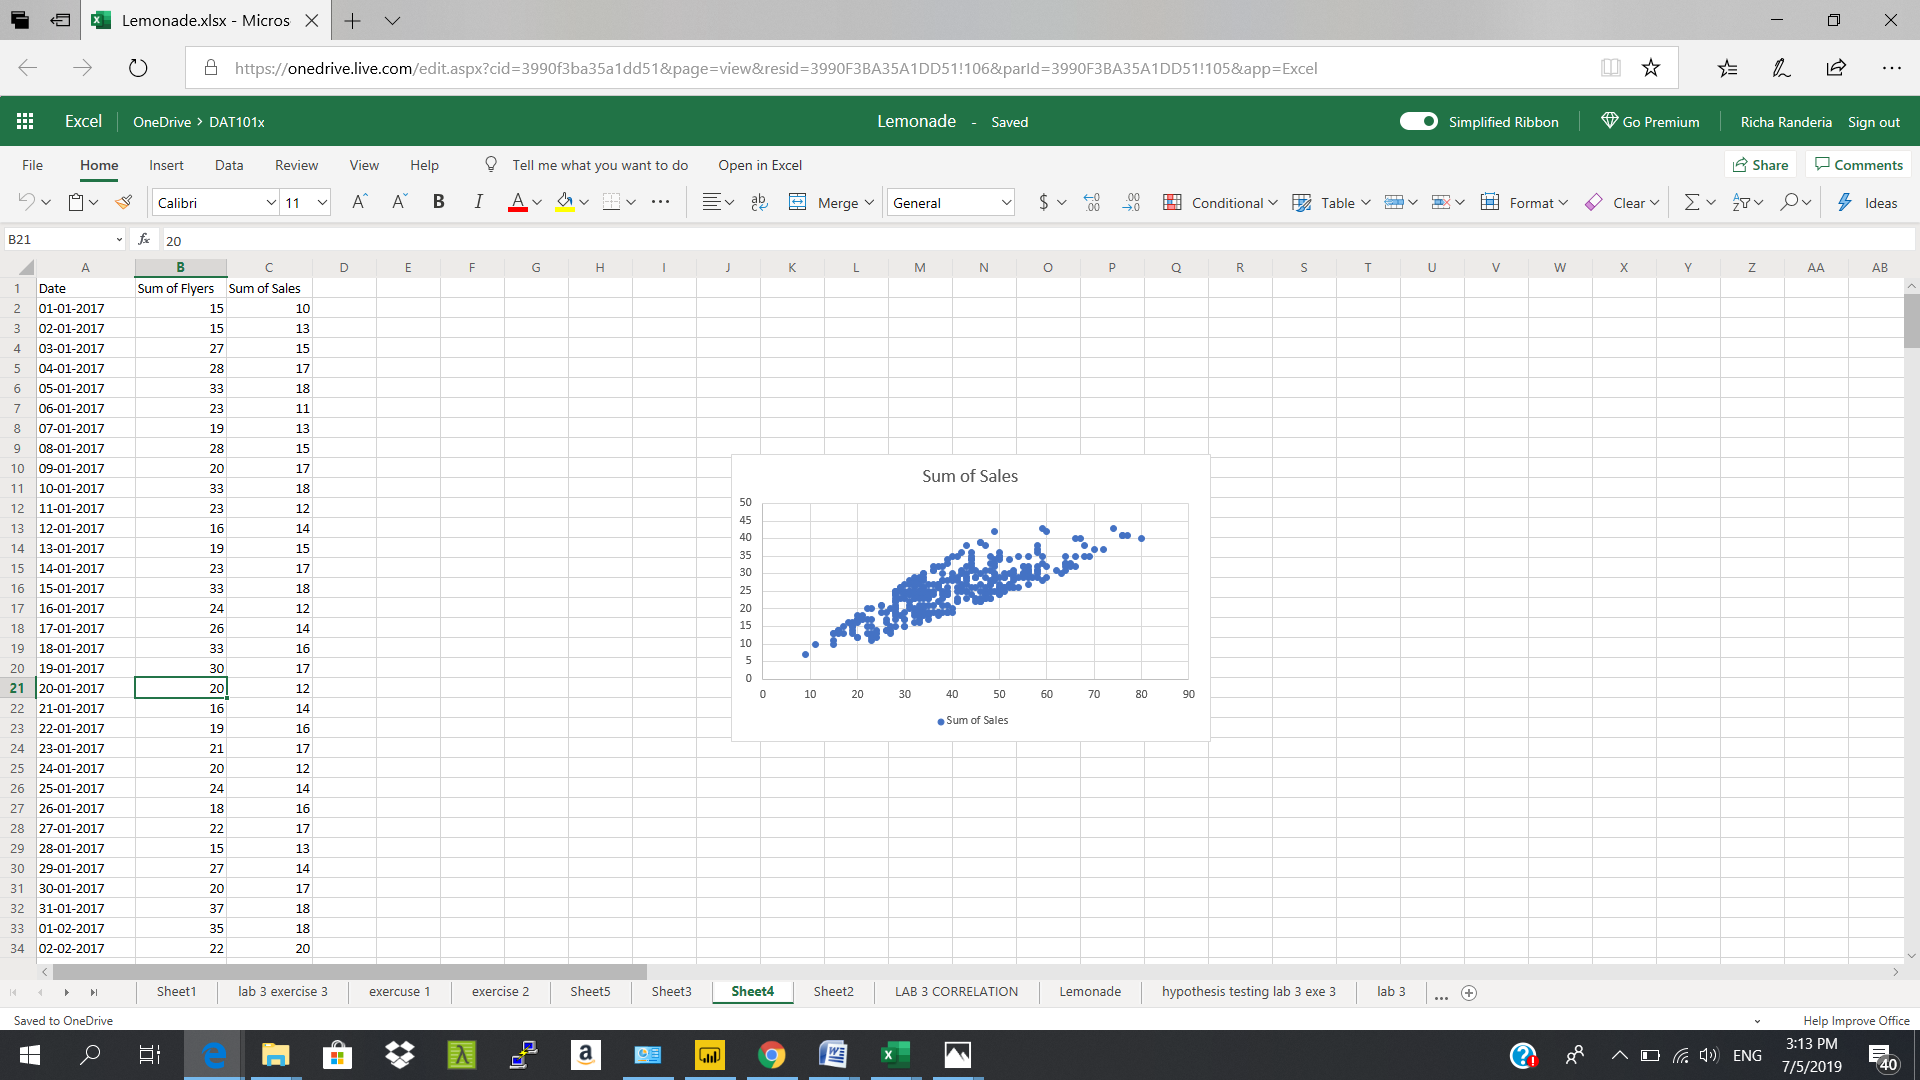 Lemonade.xlsx - Micros
https://onedrive.live.com/edit.aspx?cid=3990f3ba35a1dd51&page=view&resid=3990F3BA35A1DD51!106&parId=3990F3BA35A1DD51!105&app=Excel
Excel OneDrive > DAT101x Lemonade - Saved Simplified Ribbon Go Premium Richa Randeria Sign out
File Home Insert Data Review View Help Tell me what you want to do Open in Excel Share Comments
Calibri 11 A A B I A ab Merge General $ .00 .00 Conditional Table Format Clear Ideas
B21 fx 20
A B C D E F G H I J K L M N O P Q R S T U V W X Y Z AA AB
1 Date Sum of Flyers Sum of Sales
2 01-01-2017 15 10
3 02-01-2017 15 13
4 03-01-2017 27 15
5 04-01-2017 28 17
6 05-01-2017 33 18
7 06-01-2017 23 11
8 07-01-2017 19 13
9 08-01-2017 28 15
10 09-01-2017 20 17
11 10-01-2017 33 18
12 11-01-2017 23 12
13 12-01-2017 16 14
14 13-01-2017 19 15
15 14-01-2017 23 17
16 15-01-2017 33 18
17 16-01-2017 24 12
18 17-01-2017 26 14
19 18-01-2017 33 16
20 19-01-2017 30 17
21 20-01-2017 20 12
22 21-01-2017 16 14
23 22-01-2017 19 16
24 23-01-2017 21 17
25 24-01-2017 20 12
26 25-01-2017 24 14
27 26-01-2017 18 16
28 27-01-2017 22 17
29 28-01-2017 15 13
30 29-01-2017 27 14
31 30-01-2017 20 17
32 31-01-2017 37 18
33 01-02-2017 35 18
34 02-02-2017 22 20
Sum of Sales
50
45
40
35
30
25
20
15
10
5
0
0 10 20 30 40 50 60 70 80 90
Sum of Sales
Sheet1 lab 3 exercise 3 exercuse 1 exercise 2 Sheet5 Sheet3 Sheet4 Sheet2 LAB 3 CORRELATION Lemonade hypothesis testing lab 3 exe 3 lab 3 ...
Saved to OneDrive Help Improve Office
ENG 3:13 PM
7/5/2019
40